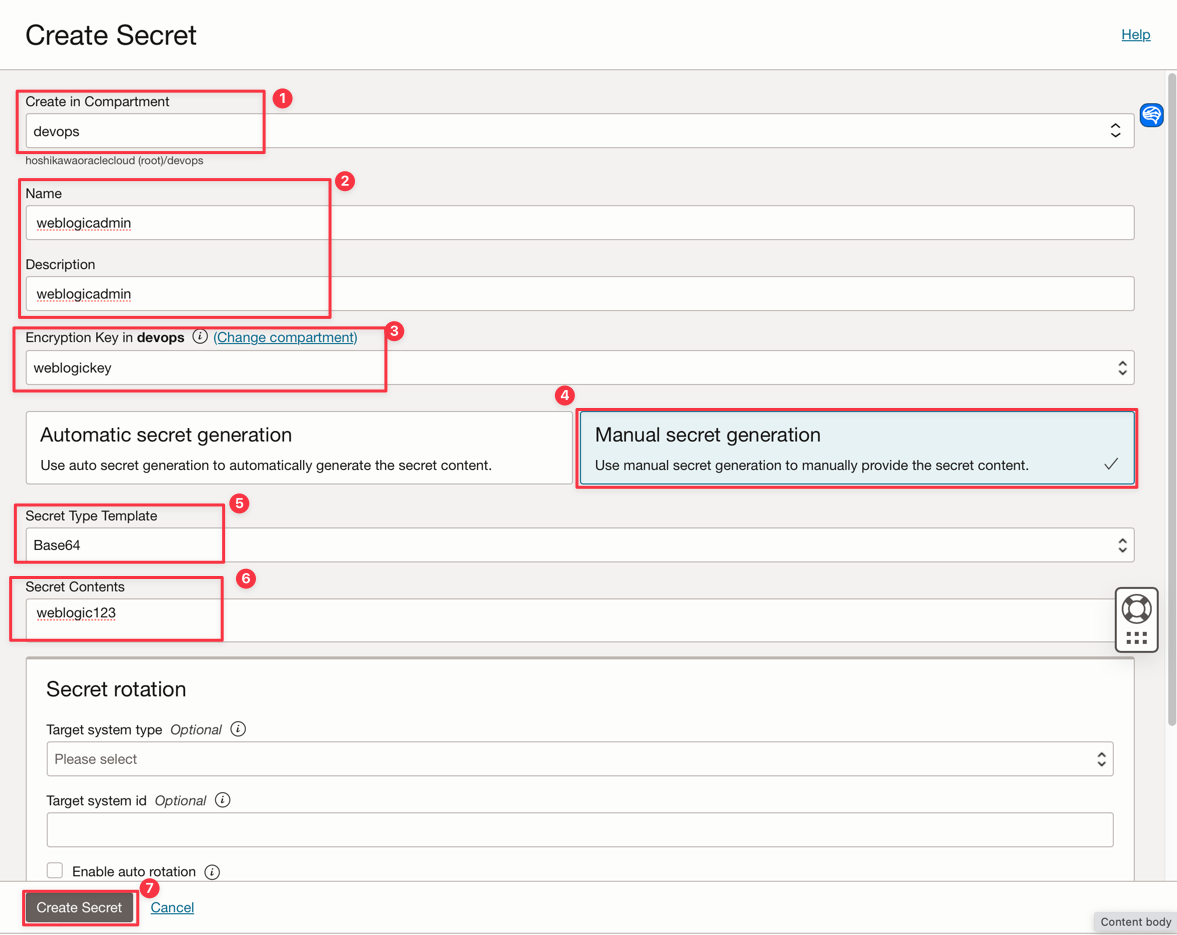 Create Secret
Help
Create in Compartment
1
devops
hoshikawaoraclecloud (root)/devops
2
Name
weblogicadmin
Description
weblogicadmin
3
Encryption Key in devops i (Change compartment)
weblogickey
4
Automatic secret generation
Use auto secret generation to automatically generate the secret content.
Manual secret generation
Use manual secret generation to manually provide the secret content.
5
Secret Type Template
Base64
6
Secret Contents
weblogic123
Secret rotation
Target system type Optional i
Please select
Target system id Optional i
Enable auto rotation i
7
Create Secret
Cancel
Content body